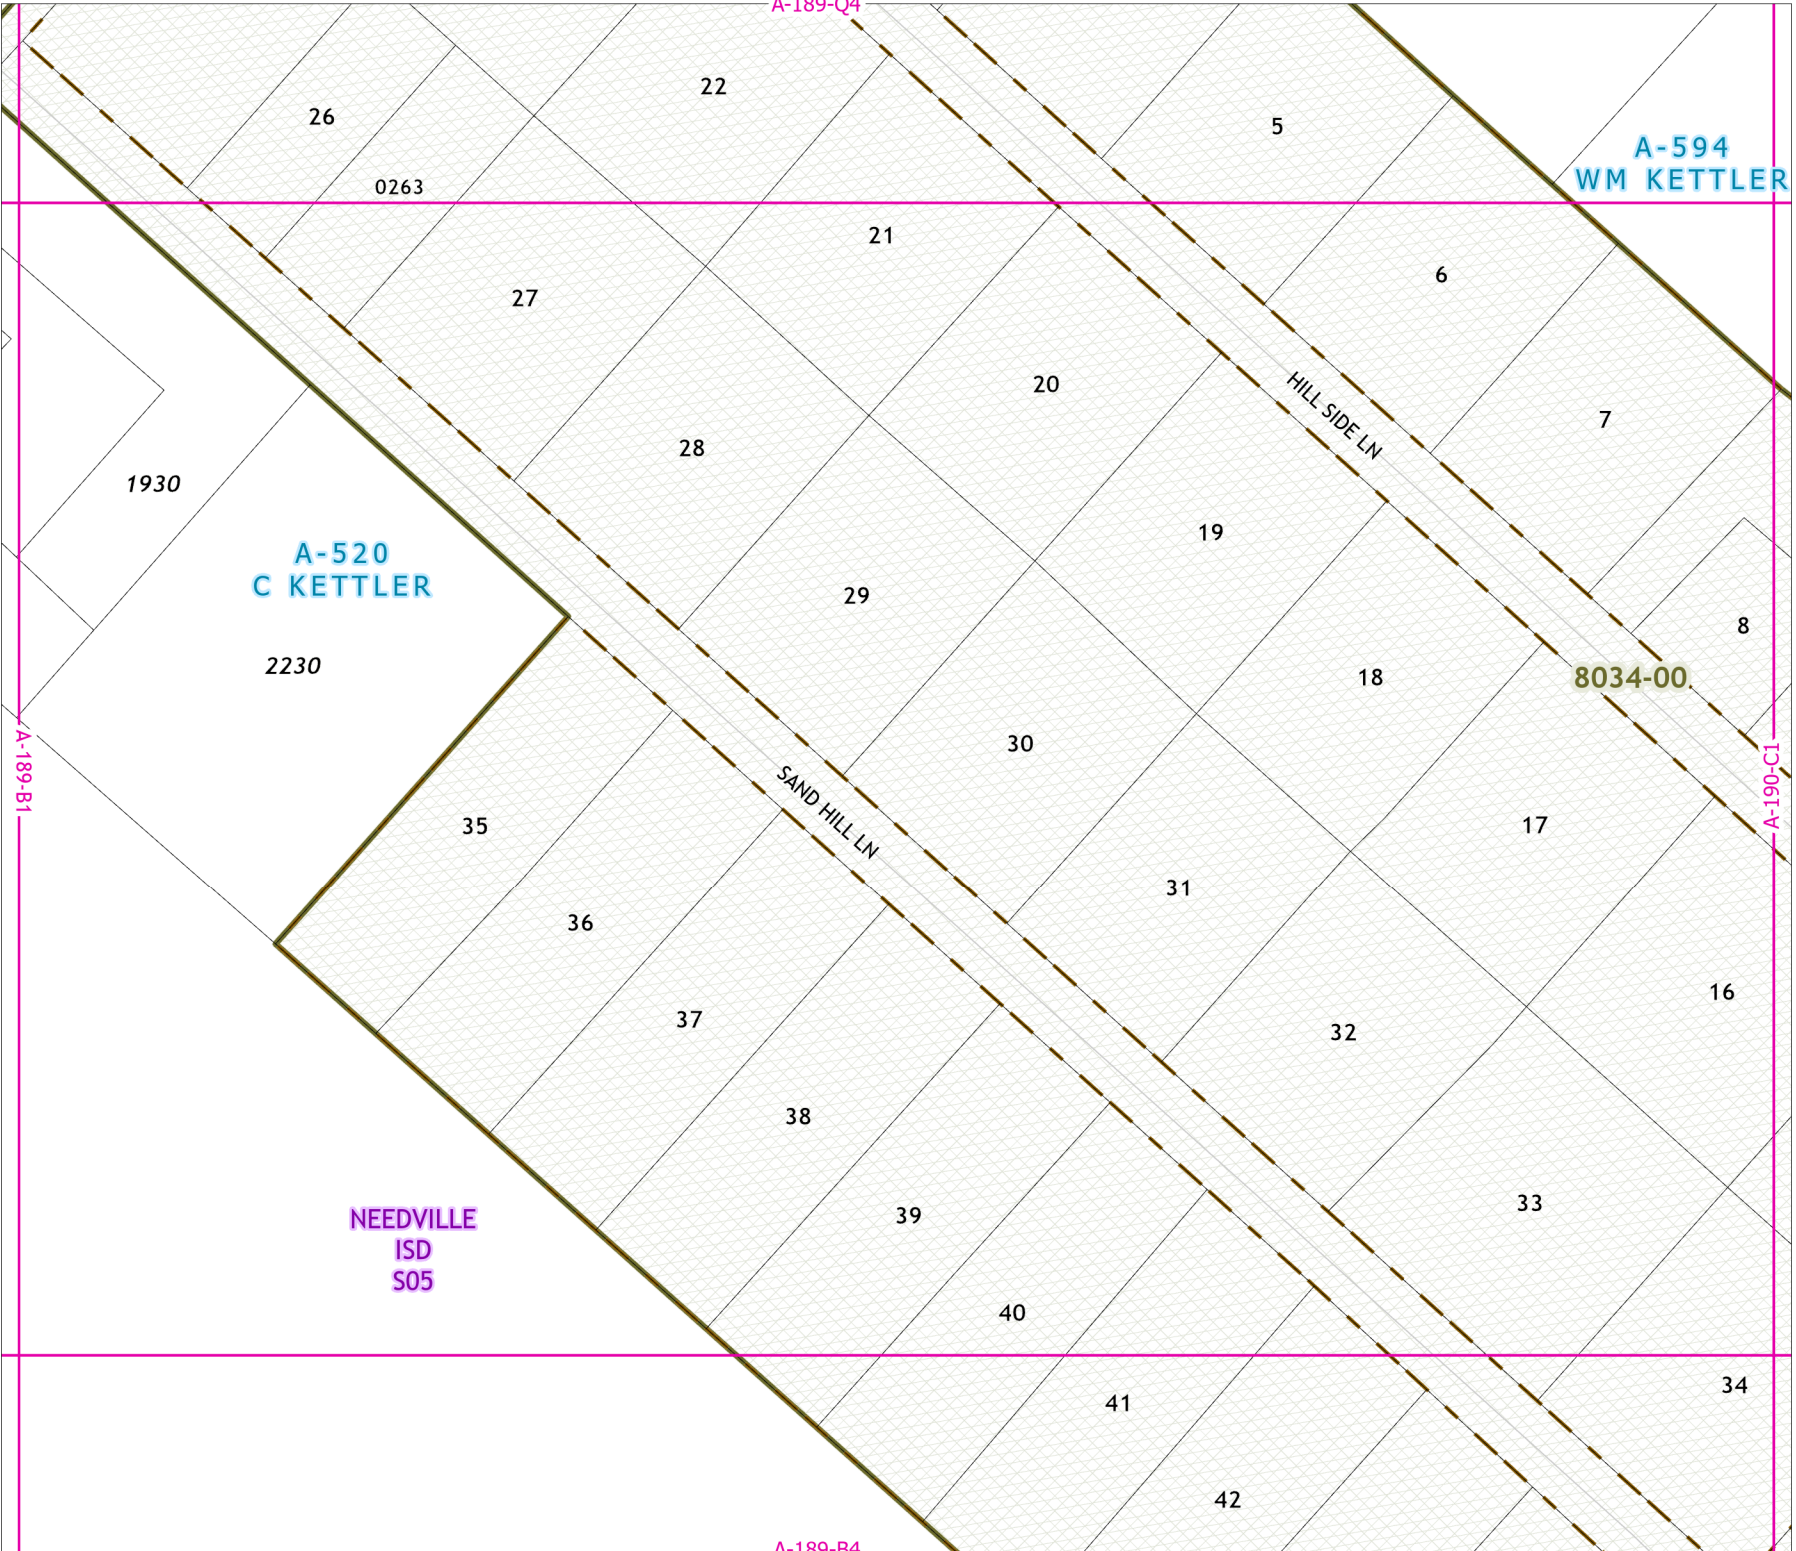 A-189-Q4
22
26
5
A-594
WM KETTLER
0263
21
6
27
20
HILL SIDE LN
7
28
1930
19
A-520
C KETTLER
29
8
2230
18
8034-00
30
A-189-B1
SAND HILL LN
A-190-C1
35
17
31
36
16
37
32
38
33
39
NEEDVILLE
ISD
S05
40
34
41
42
A-189-B4